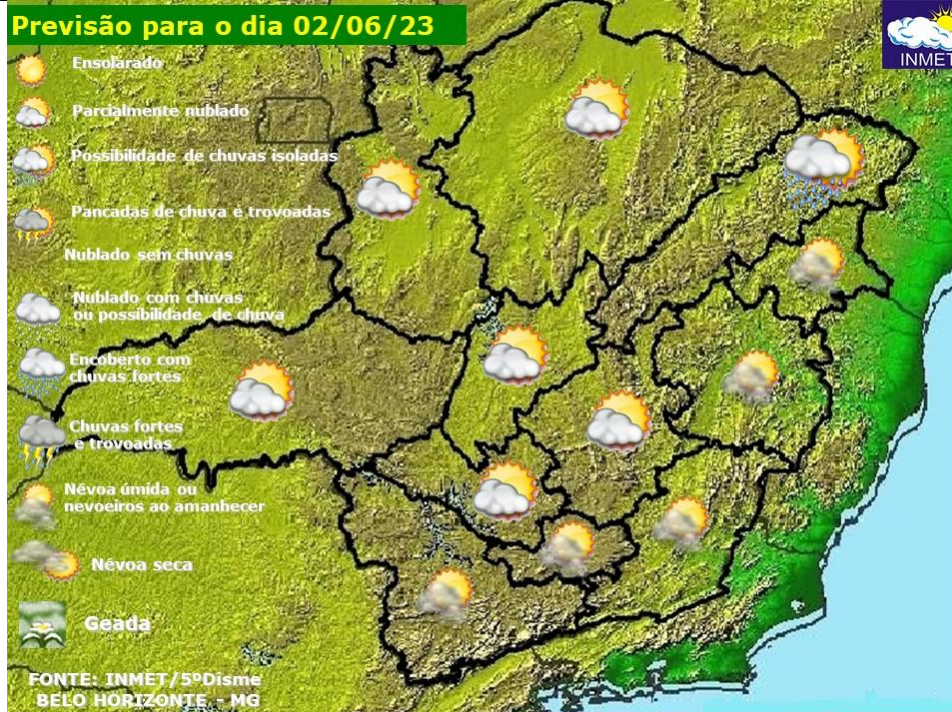 Previsão para o dia 02/06/23
INMET
Ensolarado
Parcialmente nublado
Possibilidade de chuvas isoladas
Pancadas de chuva e trovoadas
Nublado sem chuvas
Nublado com chuvas
ou possibilidade de chuva
Encoberto com
chuvas fortes
Chuvas fortes
e trovoadas
Névoa úmida ou
nevoeiros ao amanhecer
Névoa seca
Geada
FONTE: INMET/5ºDisme
BELO HORIZONTE - MG